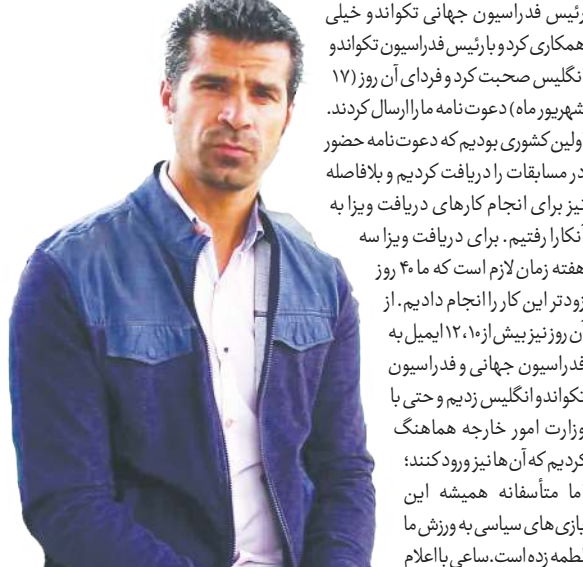 رئیس فدراسیون جهانی تکواندو خیلی
همکاری کرد و با رئیس فدراسیون تکواندو
نگلیس صحبت کرد و فردای آن روز (۱۷
شهریور ماه) دعوت‌نامه ما را ارسال کردند.
ولین کشوری بودیم که دعوت‌نامه حضور
در مسابقات را دریافت کردیم و بلافاصله
نیز برای انجام کارهای دریافت ویزا به
آنکارا رفتیم. برای دریافت ویزا سه
هفته زمان لازم است که ما ۴۰ روز
زودتر این کار را انجام دادیم. از
آن روز نیز بیش از ۱۲،۱۰ ایمیل به
فدراسیون جهانی و فدراسیون
تکواندو انگلیس زدیم و حتی با
وزارت امور خارجه هماهنگ
کردیم که آن‌ها نیز ورود کنند؛
ما متأسفانه همیشه این
بازی‌های سیاسی به ورزش ما
لطمه زده است. ساعی با اعلام